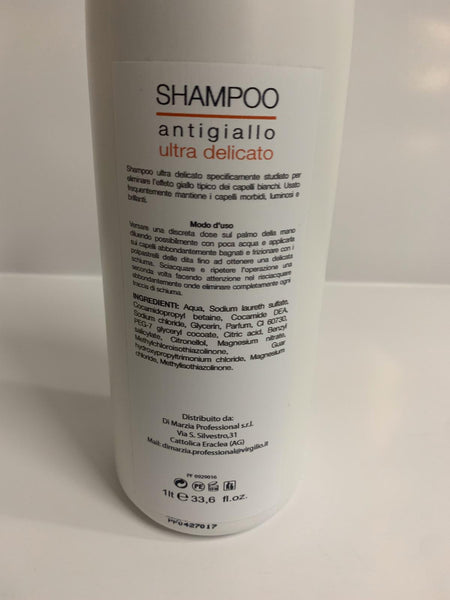 SHAMPOO
antigiallo
ultra delicato
Shampoo ultra delicato specificamente studiato per
eliminare l'effetto giallo tipico dei capelli bianchi. Usato
frequentemente mantiene i capelli morbidi, luminosi e
brillanti.
Modo d'uso
Versare una discreta dose sul palmo della mano
diluendo possibilmente con poca acqua e applicarla
sui capelli abbondantemente bagnati e frizionare con i
polpastrelli delle dita fino ad ottenere una delicata
schiuma. Sciacquare e ripetere l'operazione una
seconda volta facendo attenzione nel risciacquare
abbondantemente onde eliminare completamente ogni
traccia di schiuma.
INGREDIENTI: Aqua, Sodium laureth sulfate,
Cocamidopropyl betaine, Cocamide DEA,
Sodium chloride, Glycerin, Parfum, CI 60730,
PEG-7 glyceryl cocoate, Citric acid, Benzyl
salicylate, Citronellol, Magnesium nitrate,
Methylchloroisothiazolinone, Guar
hydroxypropyltrimonium chloride, Magnesium
chloride, Methylisothiazolinone.
Distribuito da:
Di Marzia Professional s.r.l.
Via S. Silvestro,31
Cattolica Eraclea (AG)
Mail: dimarzia.professional@virgilio.it
PF 0929016
PE
1lt e 33,6 fl.oz.
PF0427017